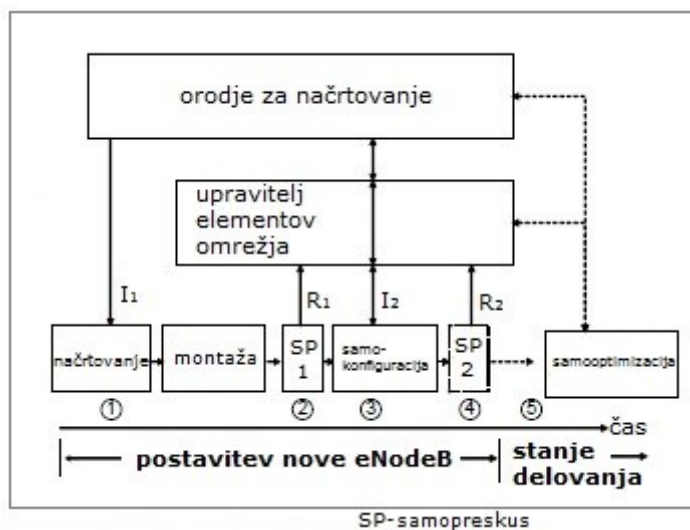 orodje za načrtovanje
upravitelj
elementov
omrežja
I₁
R₁
I₂
R₂
načrtovanje
montaža
SP
1
samo-
konfiguracija
SP
2
samooptimizacija
①
②
③
④
⑤
čas
postavitev nove eNodeB
stanje
delovanja
SP-samopreskus